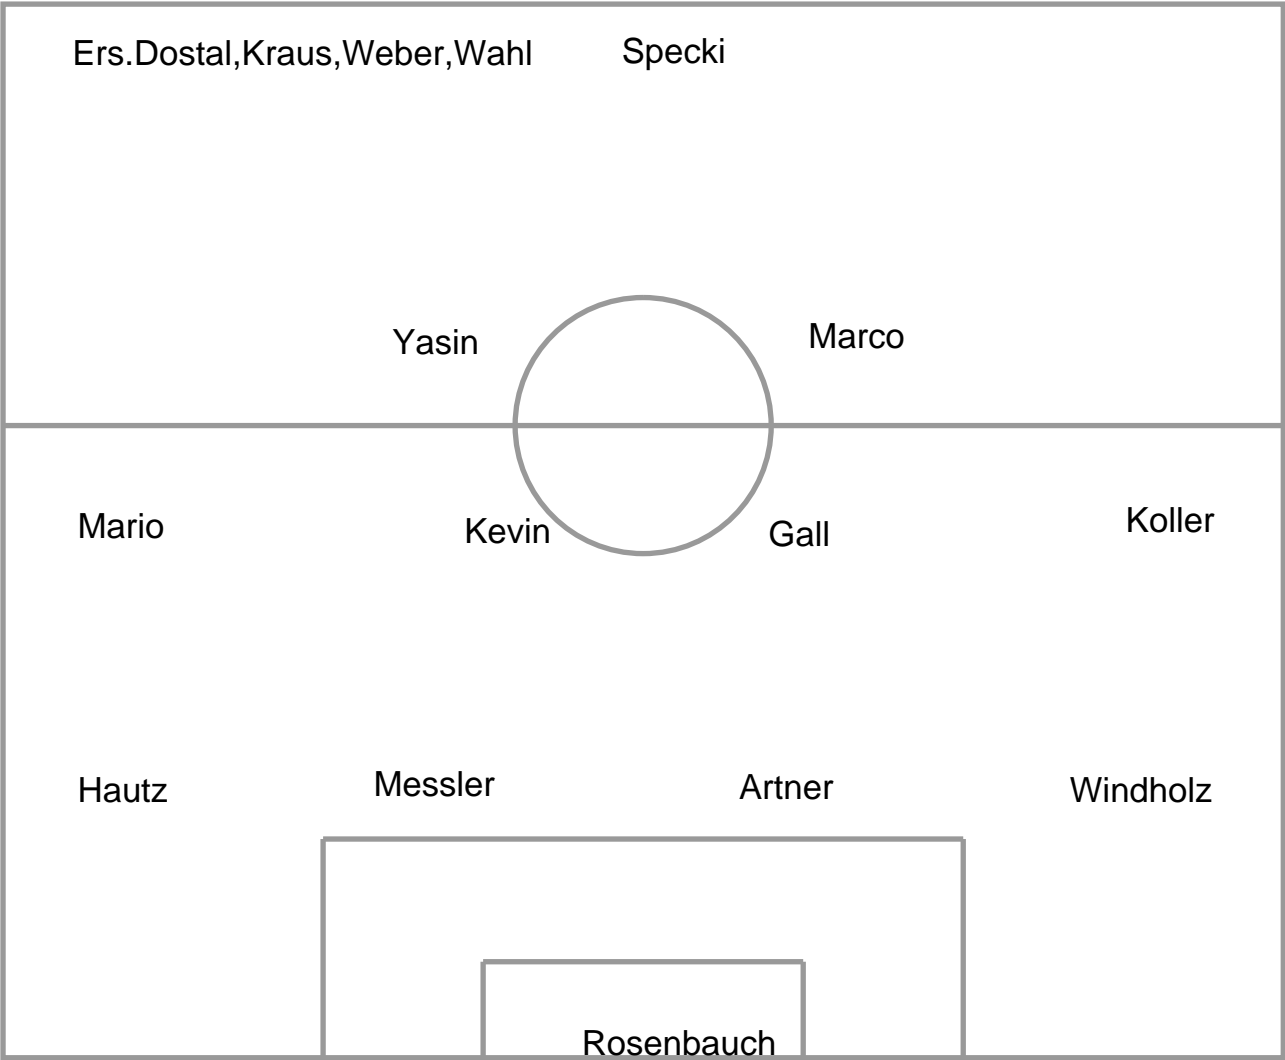 Ers.Dostal,Kraus,Weber,Wahl Specki
Yasin Marco
Mario Kevin Gall Koller
Hautz Messler Artner Windholz
Rosenbauch